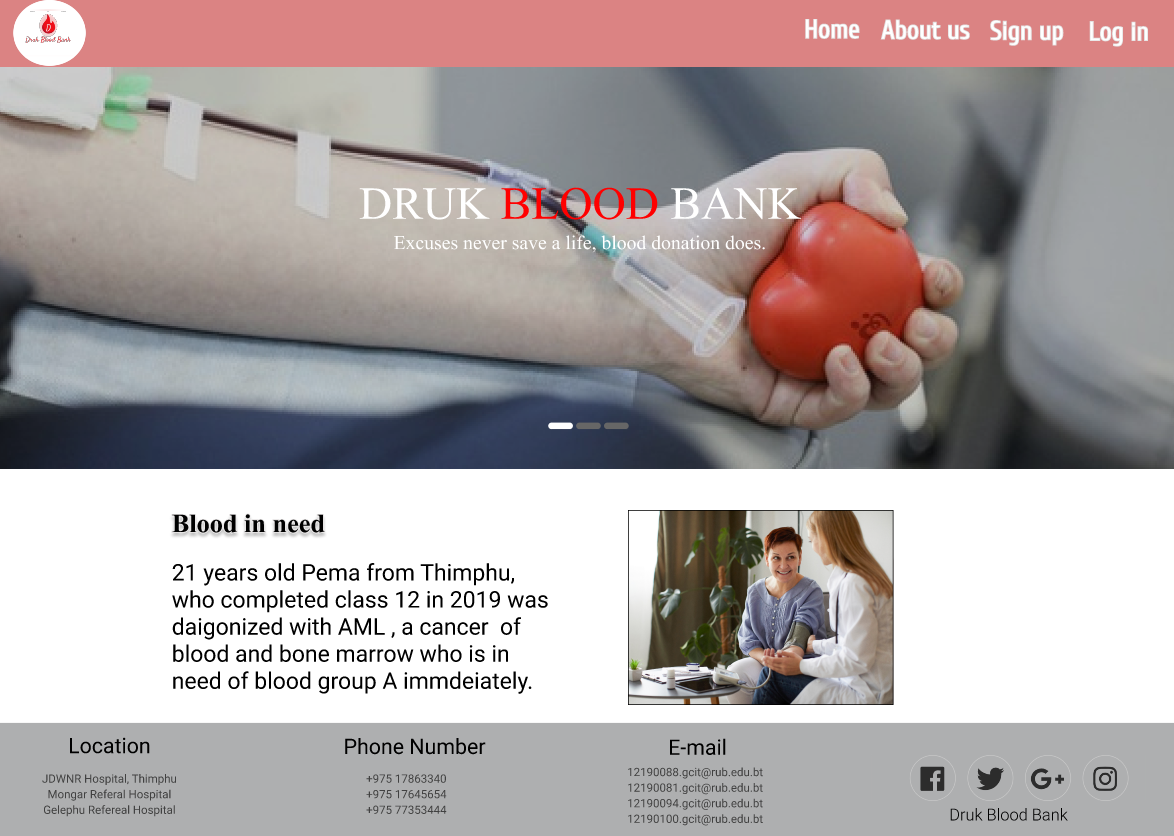 Druk Blood Bank
Home About us Sign up Log in
DRUK BLOOD BANK
Excuses never save a life, blood donation does.
Blood in need
21 years old Pema from Thimphu,
who completed class 12 in 2019 was
daigonized with AML , a cancer of
blood and bone marrow who is in
need of blood group A immdeiately.
Location
JDWNR Hospital, Thimphu
Mongar Referal Hospital
Gelephu Refereal Hospital
Phone Number
+975 17863340
+975 17645654
+975 77353444
E-mail
12190088.gcit@rub.edu.bt
12190081.gcit@rub.edu.bt
12190094.gcit@rub.edu.bt
12190100.gcit@rub.edu.bt
Druk Blood Bank